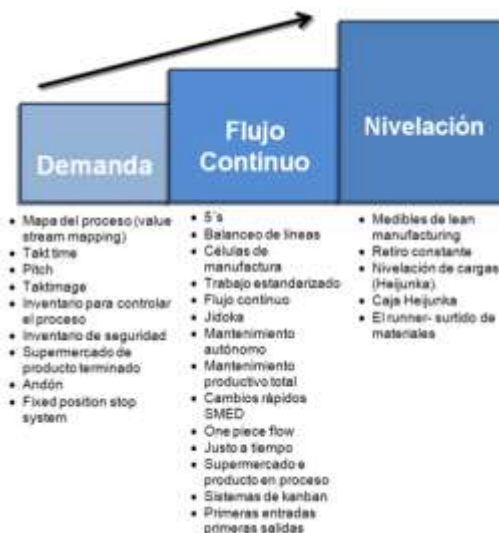 Demanda
Flujo
Continuo
Nivelación
• Mapa del proceso (value
stream mapping)
• Takt time
• Pitch
• Taktimage
• Inventario para controlar
el proceso
• Inventario de seguridad
• Supermercado de
producto terminado
• Andón
• Fixed position stop
system
• 5´s
• Balanceo de líneas
• Células de
manufactura
• Trabajo estandarizado
• Flujo continuo
• Jidoka
• Mantenimiento
autónomo
• Mantenimiento
productivo total
• Cambios rápidos
SMED
• One piece flow
• Justo a tiempo
• Supermercado e
producto en proceso
• Sistemas de kanban
• Primeras entradas
primeras salidas
• Medibles de lean
manufacturing
• Retiro constante
• Nivelación de cargas
(Heijunka)
• Caja Heijunka
• El runner- surtido de
materiales